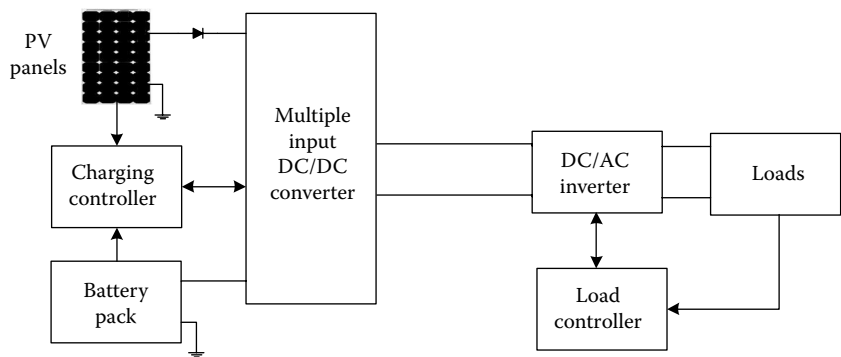 PV
panels
Charging
controller
Battery
pack
Multiple
input
DC/DC
converter
DC/AC
inverter
Loads
Load
controller